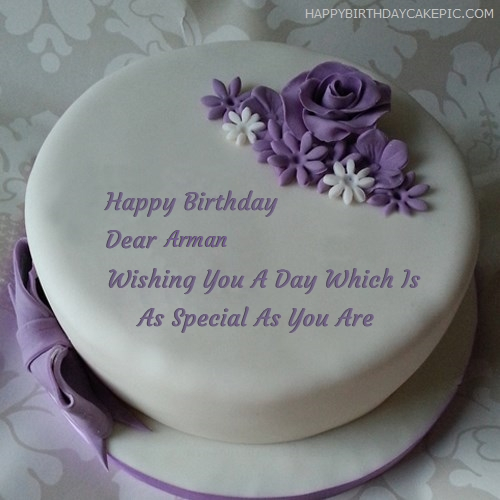 HAPPYBIRTHDAYCAKEPIC.COM
Happy Birthday
Dear Arman
Wishing You A Day Which Is
As Special As You Are